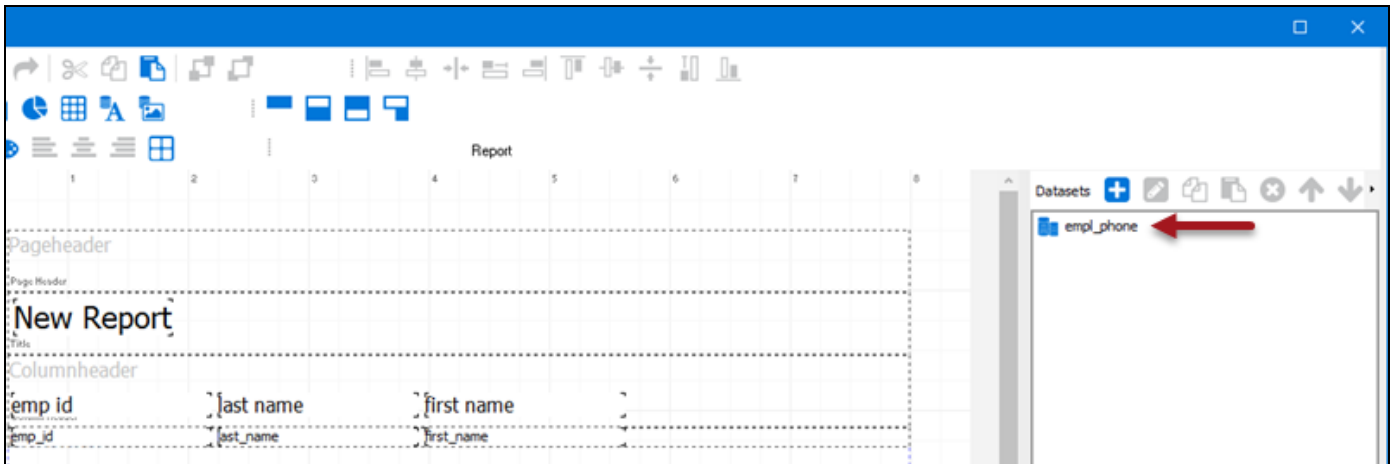 Report
1 2 3 4 5 6 7 8
Datasets
empl_phone
Pageheader
Page Header
New Report
Title
Columnheader
emp id last name first name
emp_id last_name first_name